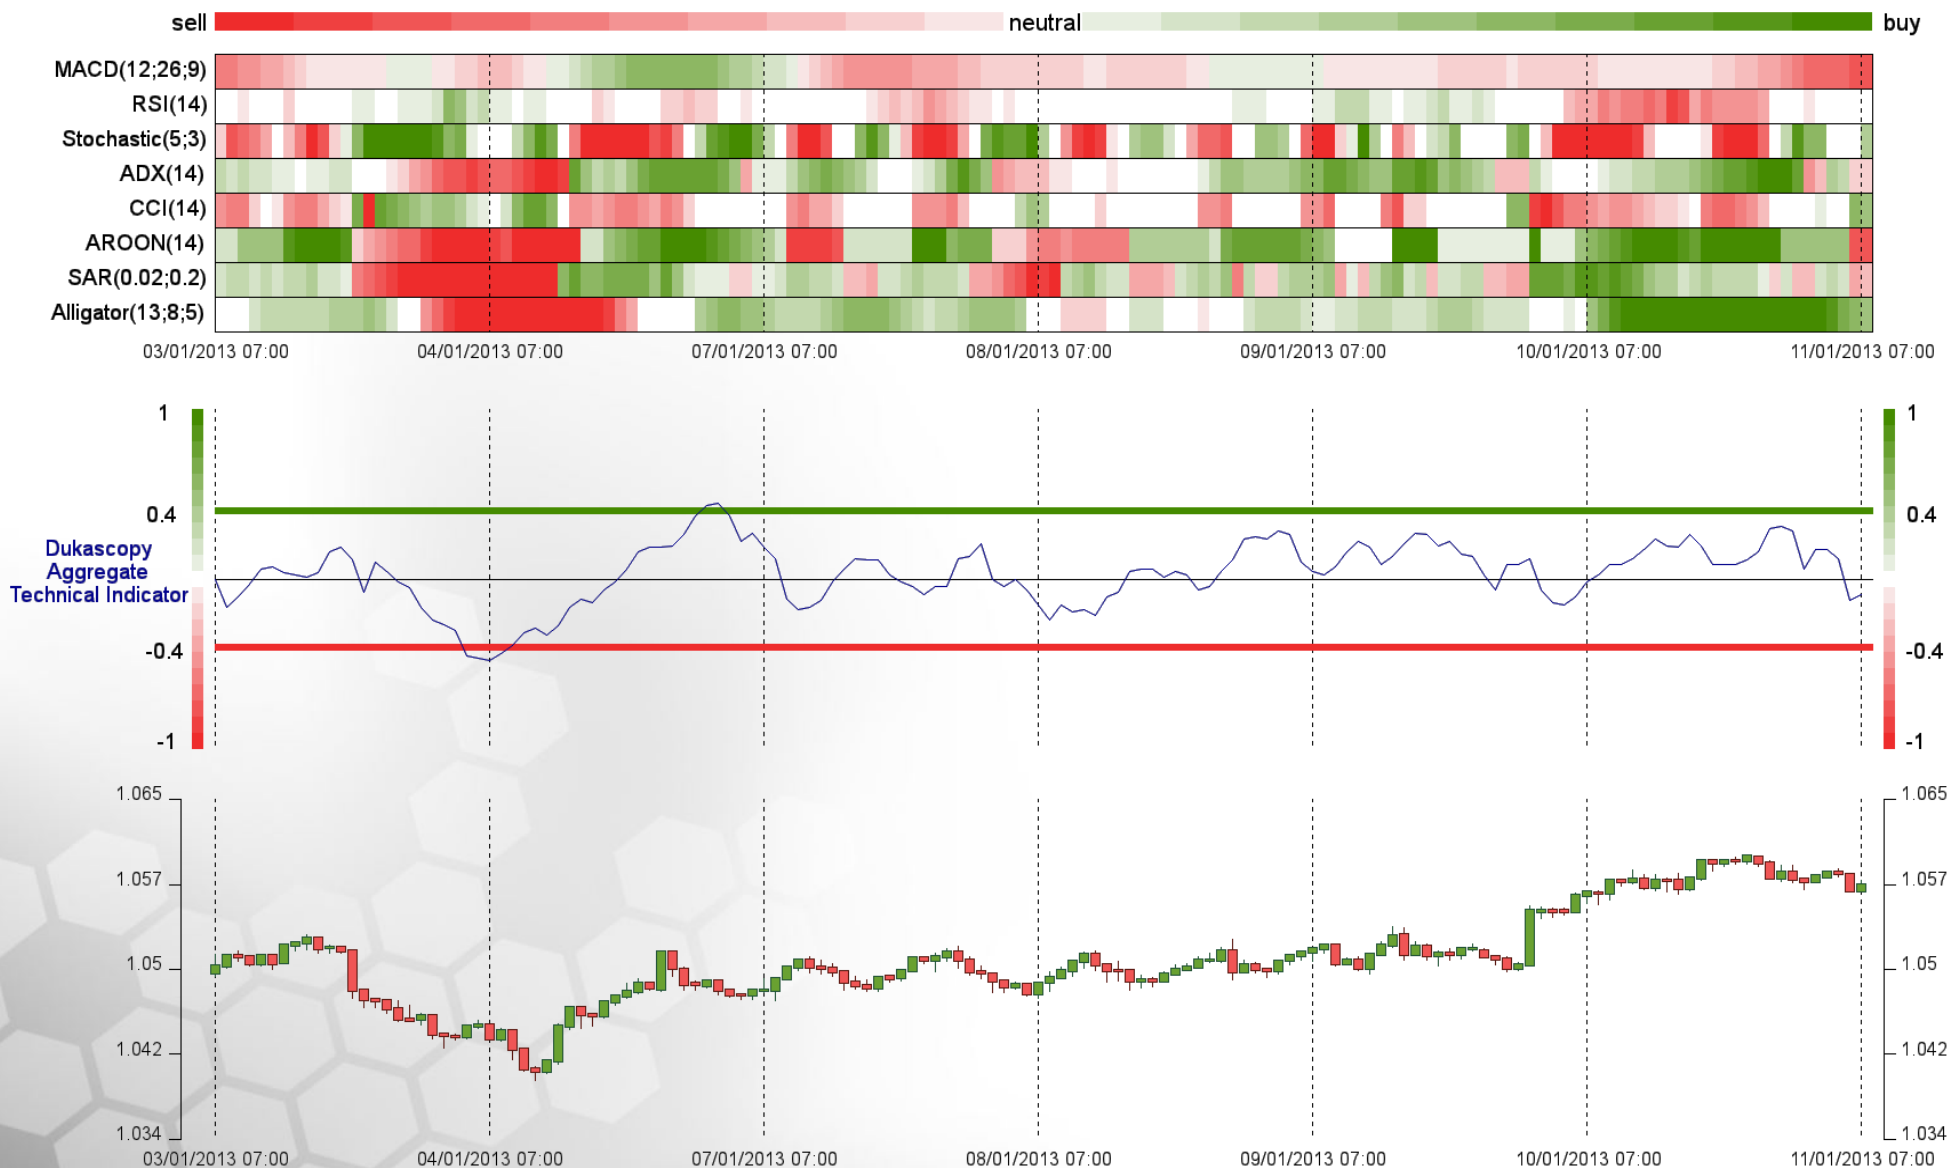 sell neutral buy
MACD(12;26;9)
RSI(14)
Stochastic(5;3)
ADX(14)
CCI(14)
AROON(14)
SAR(0.02;0.2)
Alligator(13;8;5)
03/01/2013 07:00 04/01/2013 07:00 07/01/2013 07:00 08/01/2013 07:00 09/01/2013 07:00 10/01/2013 07:00 11/01/2013 07:00
1 1
0.4 0.4
Dukascopy
Aggregate
Technical Indicator
-0.4 -0.4
-1 -1
1.065 1.065
1.057 1.057
1.05 1.05
1.042 1.042
1.034 1.034
03/01/2013 07:00 04/01/2013 07:00 07/01/2013 07:00 08/01/2013 07:00 09/01/2013 07:00 10/01/2013 07:00 11/01/2013 07:00